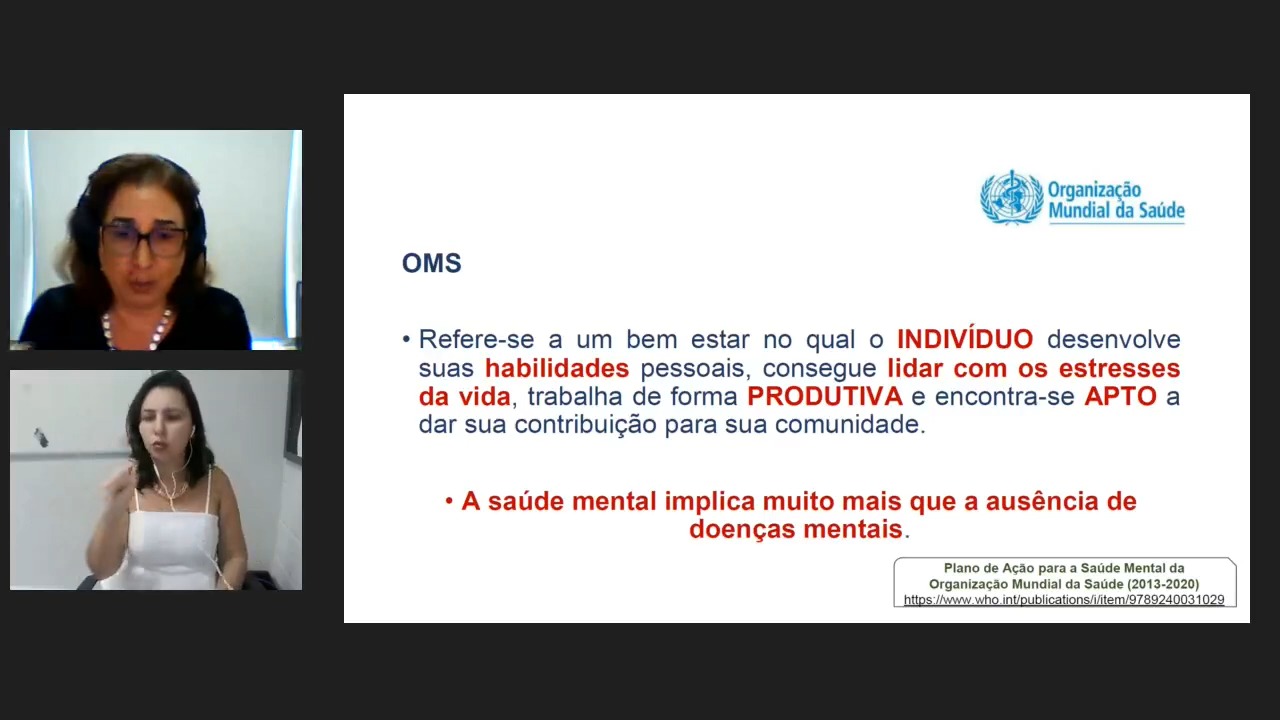 Organização
Mundial da Saúde
OMS
• Refere-se a um bem estar no qual o INDIVÍDUO desenvolve
suas habilidades pessoais, consegue lidar com os estresses
da vida, trabalha de forma PRODUTIVA e encontra-se APTO a
dar sua contribuição para sua comunidade.
• A saúde mental implica muito mais que a ausência de
doenças mentais.
Plano de Ação para a Saúde Mental da
Organização Mundial da Saúde (2013-2020)
https://www.who.int/publications/i/item/9789240031029